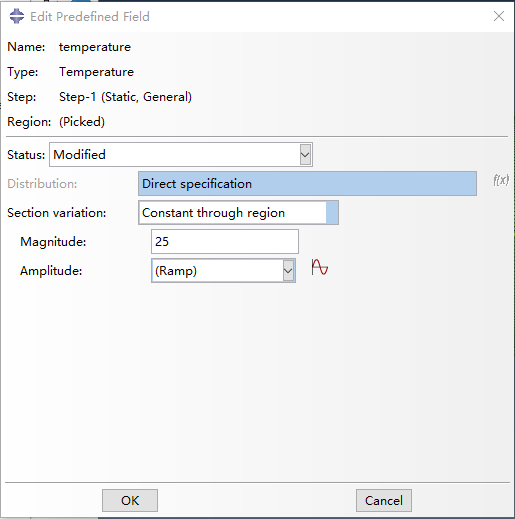 Edit Predefined Field
Name: temperature
Type: Temperature
Step: Step-1 (Static, General)
Region: (Picked)
Status: Modified
Distribution: Direct specification f(x)
Section variation: Constant through region
Magnitude: 25
Amplitude: (Ramp)
OK Cancel